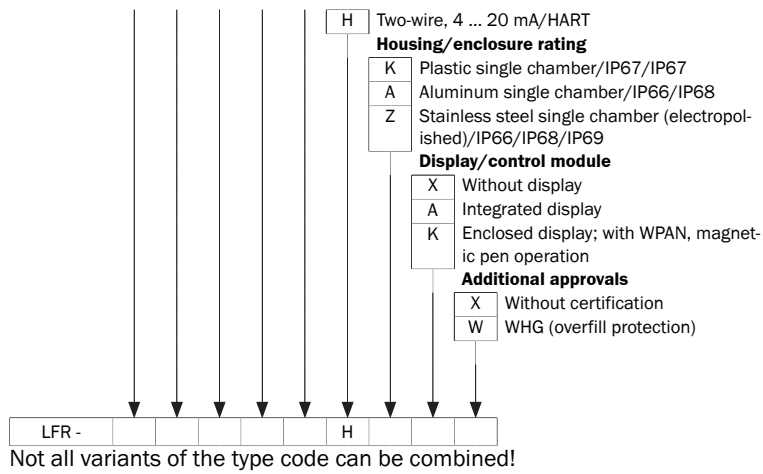 H Two-wire, 4 ... 20 mA/HART
Housing/enclosure rating
K Plastic single chamber/IP67/IP67
A Aluminum single chamber/IP66/IP68
Z Stainless steel single chamber (electropol-
ished)/IP66/IP68/IP69
Display/control module
X Without display
A Integrated display
K Enclosed display; with WPAN, magnet-
ic pen operation
Additional approvals
X Without certification
W WHG (overfill protection)
LFR - H
Not all variants of the type code can be combined!